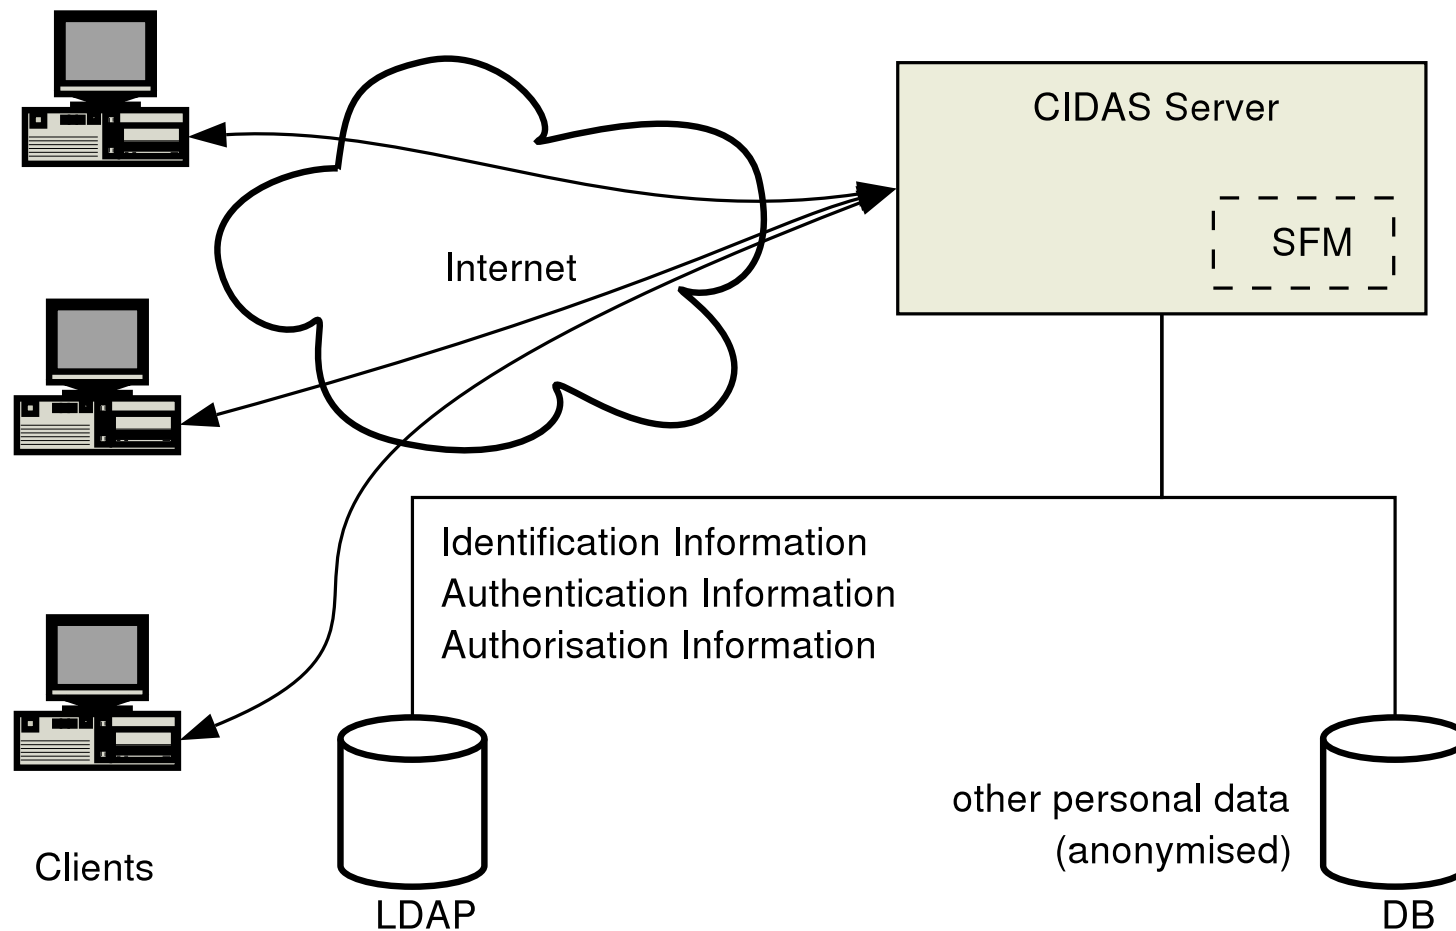 CIDAS Server
SFM
Internet
Identification Information
Authentication Information
Authorisation Information
other personal data
(anonymised)
Clients
LDAP
DB